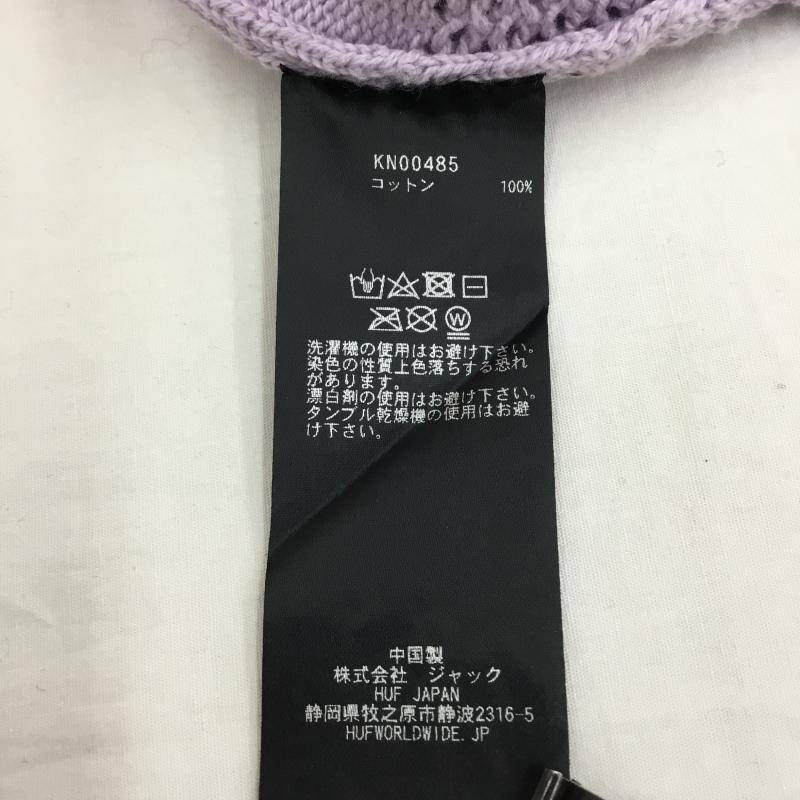 KN00485
コットン 100%
W
洗濯機の使用はお避け下さい。
染色の性質上色落ちする恐れ
があります。
漂白剤の使用はお避け下さい。
タンブル乾燥機の使用はお避
け下さい。
中国製
株式会社 ジャック
HUF JAPAN
静岡県牧之原市静波2316-5
HUFWORLDWIDE.JP